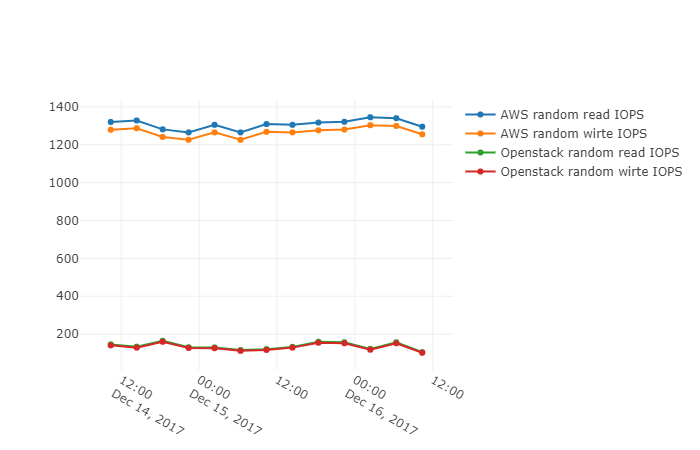 1400
1200
1000
800
600
400
200
12:00
Dec 14, 2017
00:00
Dec 15, 2017
12:00
00:00
Dec 16, 2017
12:00
AWS random read IOPS
AWS random wirte IOPS
Openstack random read IOPS
Openstack random wirte IOPS